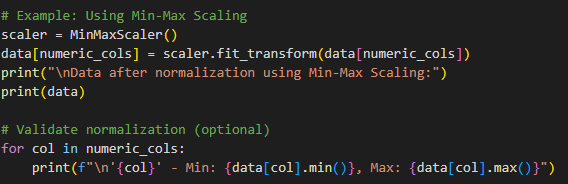 # Example: Using Min-Max Scaling
scaler = MinMaxScaler()
data[numeric_cols] = scaler.fit_transform(data[numeric_cols])
print("\nData after normalization using Min-Max Scaling:")
print(data)
# Validate normalization (optional)
for col in numeric_cols:
    print(f"\n'{col}' - Min: {data[col].min()}, Max: {data[col].max()}")